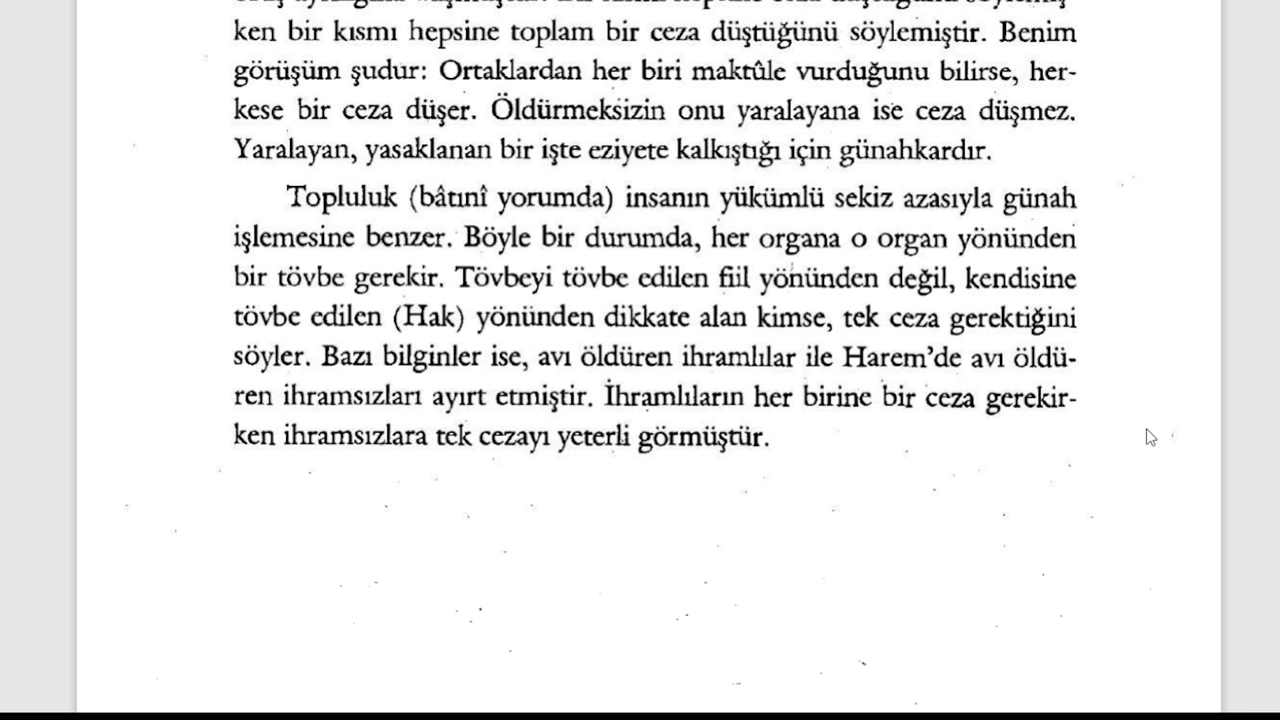 ken bir kısmı hepsine toplam bir ceza düştüğünü söylemiştir. Benim
görüşüm şudur: Ortaklardan her biri maktûle vurduğunu bilirse, her-
kese bir ceza düşer. Öldürmeksizin onu yaralayana ise ceza düşmez.
Yaralayan, yasaklanan bir işte eziyete kalkıştığı için günahkardır.
Topluluk (bâtınî yorumda) insanın yükümlü sekiz azasıyla günah
işlemesine benzer. Böyle bir durumda, her organa o organ yönünden
bir tövbe gerekir. Tövbeyi tövbe edilen fiil yönünden değil, kendisine
tövbe edilen (Hak) yönünden dikkate alan kimse, tek ceza gerektiğini
söyler. Bazı bilginler ise, avı öldüren ihramlılar ile Harem'de avı öldü-
ren ihramsızları ayırt etmiştir. İhramlıların her birine bir ceza gerekir-
ken ihramsızlara tek cezayı yeterli görmüştür.